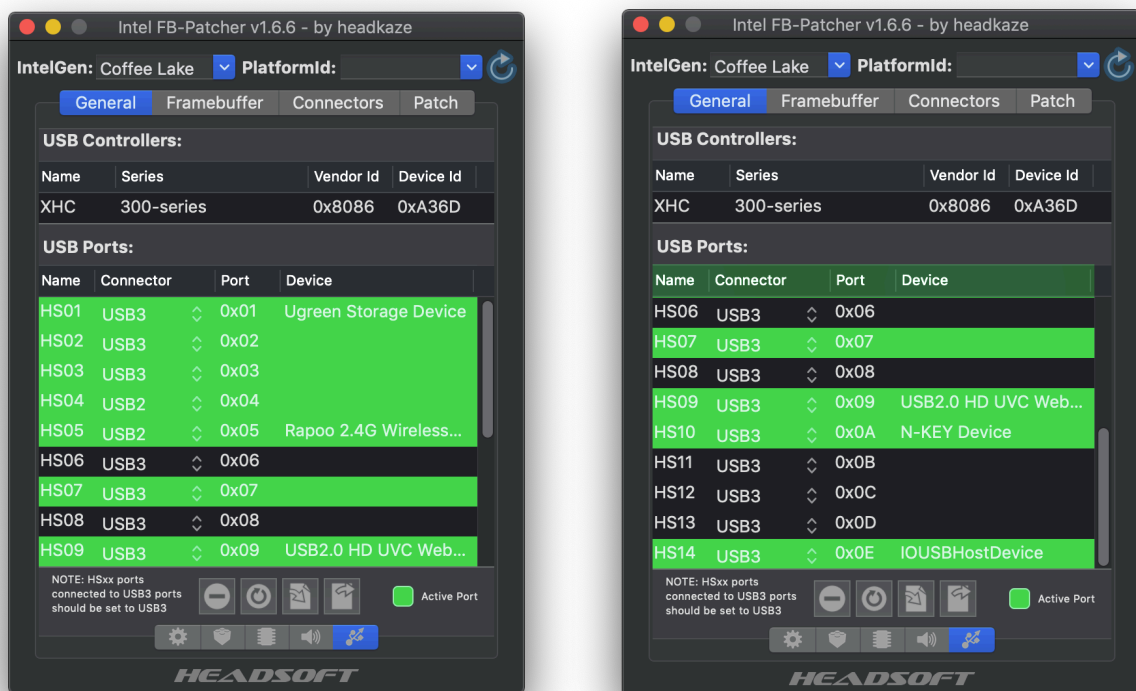 Intel FB-Patcher v1.6.6 - by headkaze
IntelGen: Coffee Lake PlatformId:
General Framebuffer Connectors Patch
USB Controllers:
Name Series Vendor Id Device Id
XHC 300-series 0x8086 0xA36D
USB Ports:
Name Connector Port Device
HS01 USB3 0x01 Ugreen Storage Device
HS02 USB3 0x02
HS03 USB3 0x03
HS04 USB2 0x04
HS05 USB2 0x05 Rapoo 2.4G Wireless...
HS06 USB3 0x06
HS07 USB3 0x07
HS08 USB3 0x08
HS09 USB3 0x09 USB2.0 HD UVC Web...
NOTE: HSxx ports
connected to USB3 ports
should be set to USB3
Active Port
HEADSOFT
Intel FB-Patcher v1.6.6 - by headkaze
IntelGen: Coffee Lake PlatformId:
General Framebuffer Connectors Patch
USB Controllers:
Name Series Vendor Id Device Id
XHC 300-series 0x8086 0xA36D
USB Ports:
Name Connector Port Device
HS06 USB3 0x06
HS07 USB3 0x07
HS08 USB3 0x08
HS09 USB3 0x09 USB2.0 HD UVC Web...
HS10 USB3 0x0A N-KEY Device
HS11 USB3 0x0B
HS12 USB3 0x0C
HS13 USB3 0x0D
HS14 USB3 0x0E IOUSBHostDevice
NOTE: HSxx ports
connected to USB3 ports
should be set to USB3
Active Port
HEADSOFT